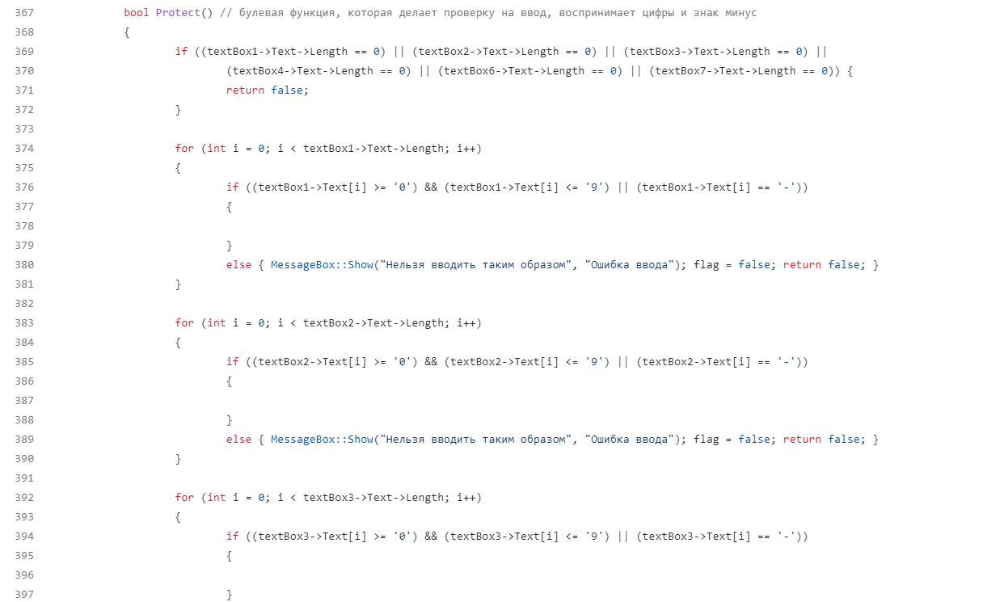 367 bool Protect() // булевая функция, которая делает проверку на ввод, воспринимает цифры и знак минус
368 {
369 if ((textBox1->Text->Length == 0) || (textBox2->Text->Length == 0) || (textBox3->Text->Length == 0) ||
370 (textBox4->Text->Length == 0) || (textBox6->Text->Length == 0) || (textBox7->Text->Length == 0)) {
371 return false;
372 }
373
374 for (int i = 0; i < textBox1->Text->Length; i++)
375 {
376 if ((textBox1->Text[i] >= '0') && (textBox1->Text[i] <= '9') || (textBox1->Text[i] == '-'))
377 {
378
379 }
380 else { MessageBox::Show("Нельзя вводить таким образом", "Ошибка ввода"); flag = false; return false; }
381 }
382
383 for (int i = 0; i < textBox2->Text->Length; i++)
384 {
385 if ((textBox2->Text[i] >= '0') && (textBox2->Text[i] <= '9') || (textBox2->Text[i] == '-'))
386 {
387
388 }
389 else { MessageBox::Show("Нельзя вводить таким образом", "Ошибка ввода"); flag = false; return false; }
390 }
391
392 for (int i = 0; i < textBox3->Text->Length; i++)
393 {
394 if ((textBox3->Text[i] >= '0') && (textBox3->Text[i] <= '9') || (textBox3->Text[i] == '-'))
395 {
396
397 }